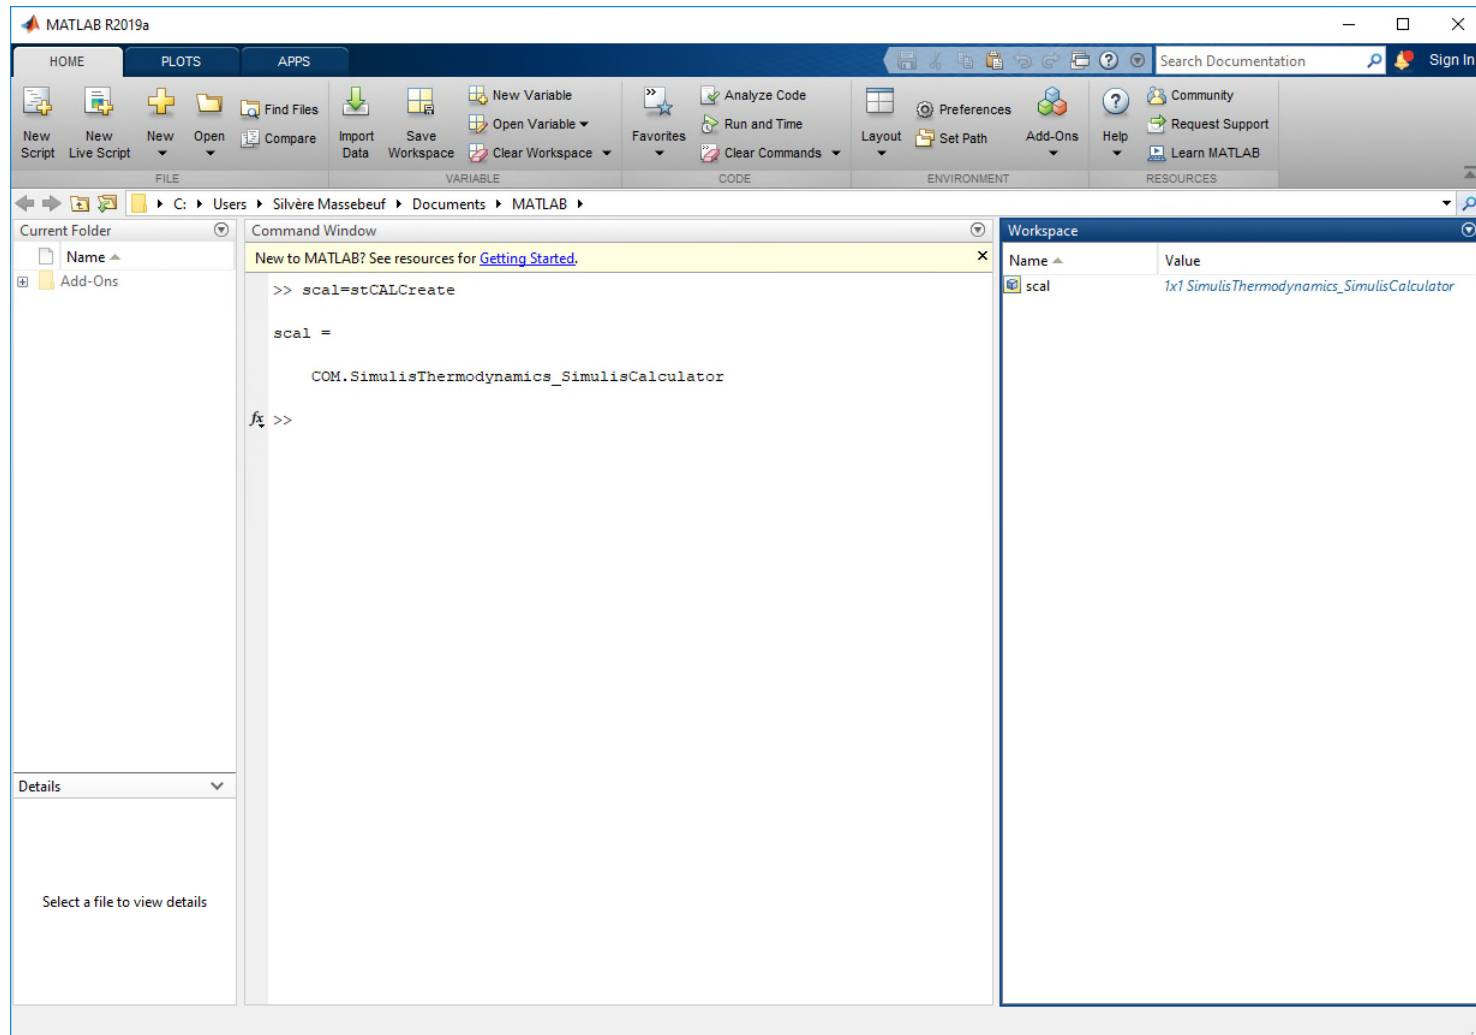 MATLAB R2019a
HOME PLOTS APPS
Search Documentation
Sign In
New Script
New Live Script
New
Open
Find Files
Compare
FILE
Import Data
Save Workspace
New Variable
Open Variable
Clear Workspace
VARIABLE
Favorites
Analyze Code
Run and Time
Clear Commands
CODE
Layout
Preferences
Set Path
Add-Ons
ENVIRONMENT
Help
Community
Request Support
Learn MATLAB
RESOURCES
C: Users Silvère Massebeuf Documents MATLAB
Current Folder
Name
Add-Ons
Details
Select a file to view details
Command Window
New to MATLAB? See resources for Getting Started.
>> scal=stCALCreate
scal =
COM.SimulisThermodynamics_SimulisCalculator
fx >>
Workspace
Name Value
scal 1x1 SimulisThermodynamics_SimulisCalculator